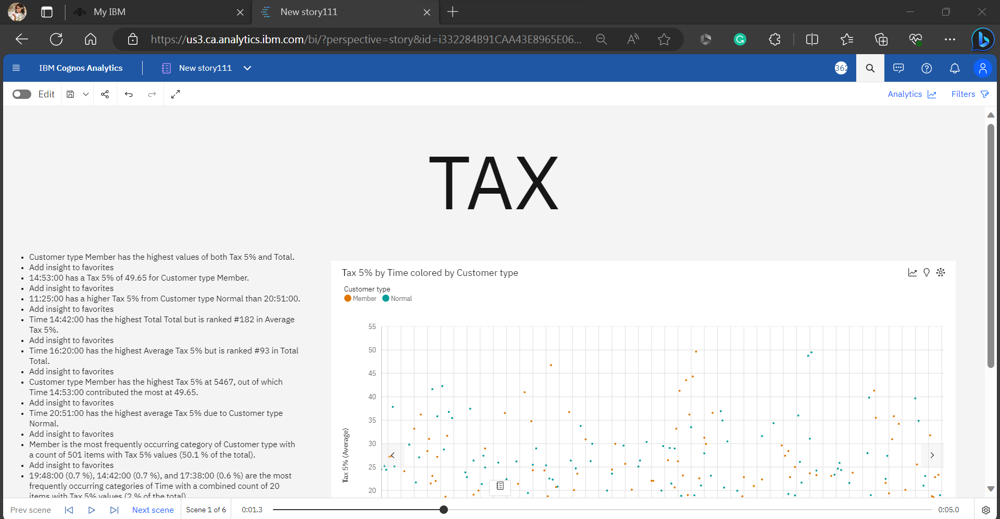 My IBM
New story111
https://us3.ca.analytics.ibm.com/bi/?perspective=story&id=i332284B91CAA43E8965E06...
IBM Cognos Analytics
New story111
362
Edit
Analytics
Filters
TAX
Customer type Member has the highest values of both Tax 5% and Total.
Add insight to favorites
14:53:00 has a Tax 5% of 49.65 for Customer type Member.
Add insight to favorites
11:25:00 has a higher Tax 5% from Customer type Normal than 20:51:00.
Add insight to favorites
Time 14:42:00 has the highest Total Total but is ranked #182 in Average
Tax 5%.
Add insight to favorites
Time 16:20:00 has the highest Average Tax 5% but is ranked #93 in Total
Total.
Add insight to favorites
Customer type Member has the highest Tax 5% at 5467, out of which
Time 14:53:00 contributed the most at 49.65.
Add insight to favorites
Time 20:51:00 has the highest average Tax 5% due to Customer type
Normal.
Add insight to favorites
Member is the most frequently occurring category of Customer type with
a count of 501 items with Tax 5% values (50.1 % of the total).
Add insight to favorites
19:48:00 (0.7 %), 14:42:00 (0.7 %), and 17:38:00 (0.6 %) are the most
frequently occurring categories of Time with a combined count of 20
items with Tax 5% values (2 % of the total)
Tax 5% by Time colored by Customer type
Customer type
Member
Normal
55
50
45
40
35
30
25
20
Tax 5% (Average)
Prev scene
Next scene
Scene 1 of 6
0:01.3
0:05.0